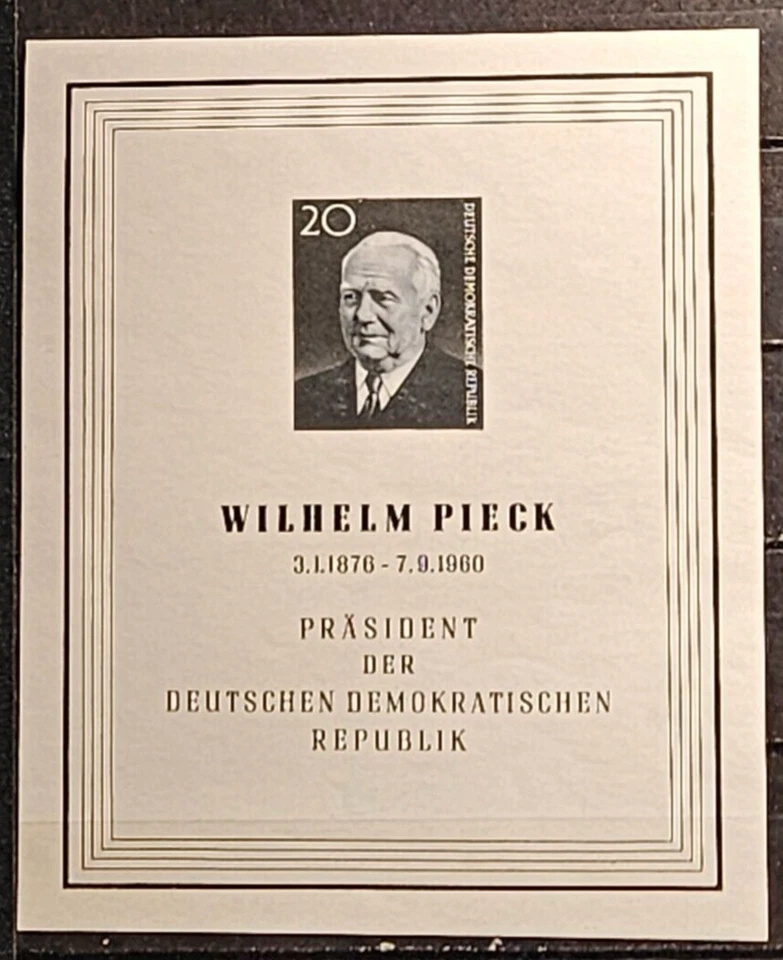 20
DEUTSCHE DEMOKRATISCHE REPUBLIK
WILHELM PIECK
3.1.1876 - 7.9.1960
PRÄSIDENT
DER
DEUTSCHEN DEMOKRATISCHEN
REPUBLIK